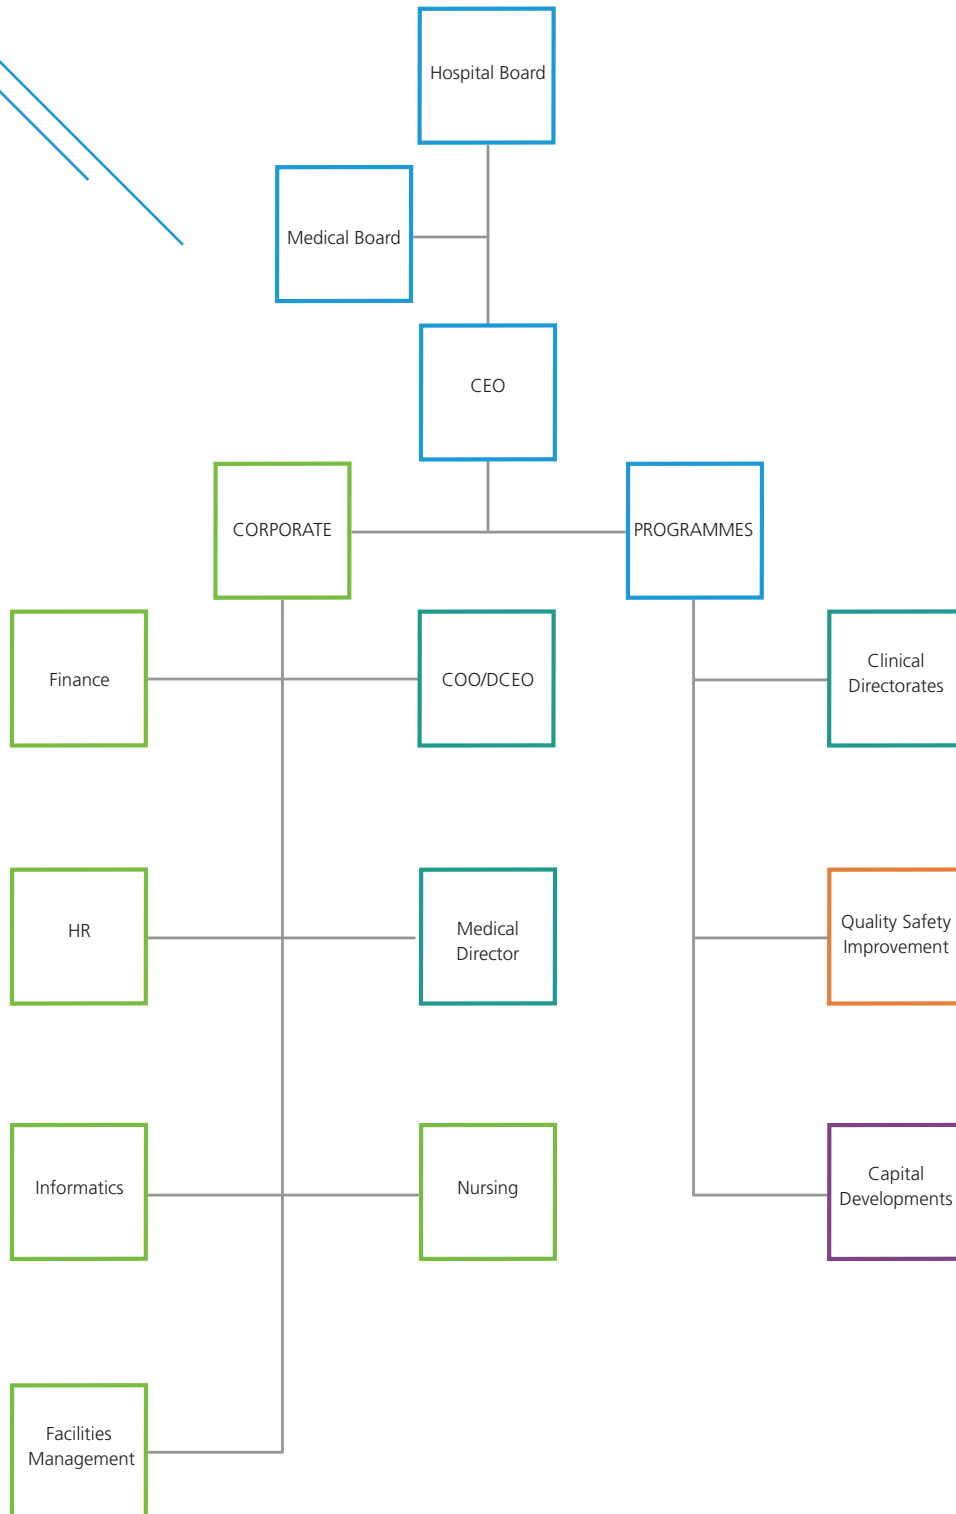 Hospital Board
Medical Board
CEO
CORPORATE
PROGRAMMES
Finance
COO/DCEO
Clinical
Directorates
HR
Medical
Director
Quality Safety
Improvement
Informatics
Nursing
Capital
Developments
Facilities
Management